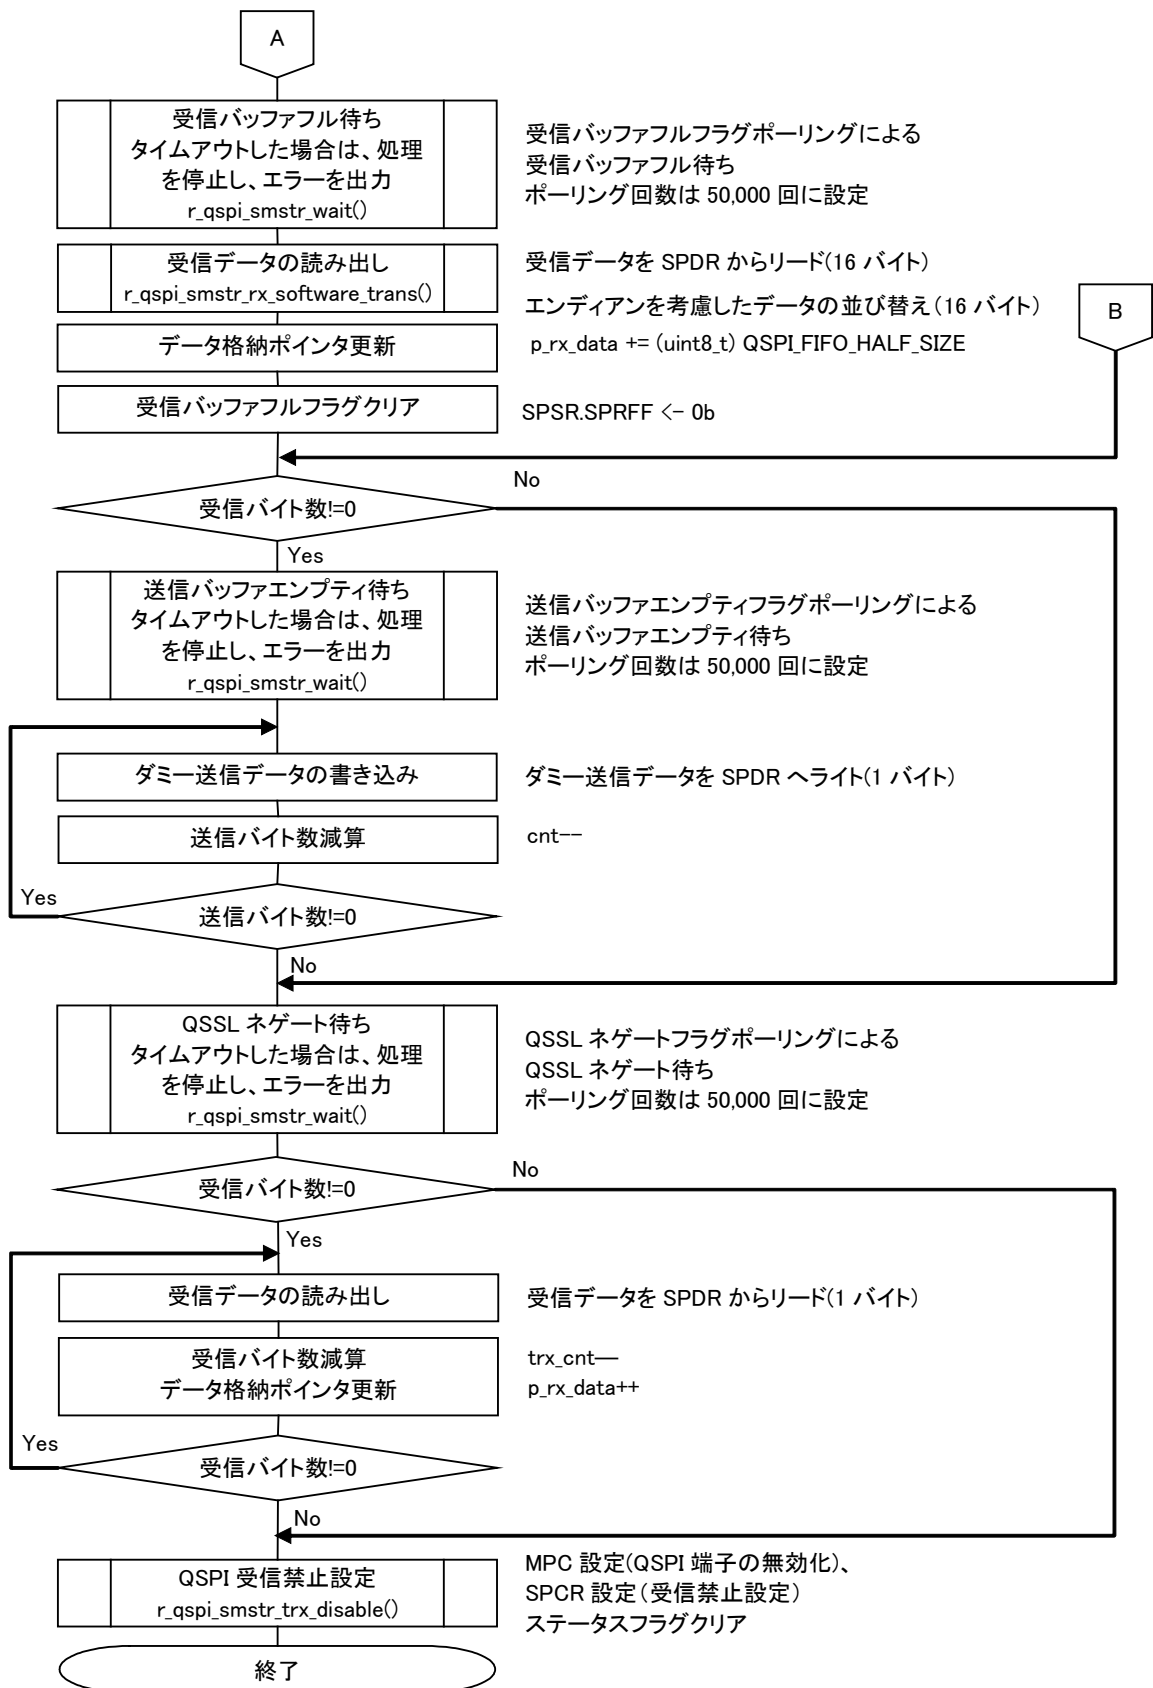 A
受信バッファフル待ち
タイムアウトした場合は、処理
を停止し、エラーを出力
r_qspi_smstr_wait()
受信バッファフルフラグポーリングによる
受信バッファフル待ち
ポーリング回数は 50,000 回に設定
受信データの読み出し
r_qspi_smstr_rx_software_trans()
受信データを SPDR からリード(16 バイト)
エンディアンを考慮したデータの並び替え(16 バイト)
B
データ格納ポインタ更新
p_rx_data += (uint8_t) QSPI_FIFO_HALF_SIZE
受信バッファフルフラグクリア
SPSR.SPRFF <- 0b
No
受信バイト数!=0
Yes
送信バッファエンプティ待ち
タイムアウトした場合は、処理
を停止し、エラーを出力
r_qspi_smstr_wait()
送信バッファエンプティフラグポーリングによる
送信バッファエンプティ待ち
ポーリング回数は 50,000 回に設定
ダミー送信データの書き込み
ダミー送信データを SPDR へライト(1 バイト)
送信バイト数減算
cnt--
Yes
送信バイト数!=0
No
QSSL ネゲート待ち
タイムアウトした場合は、処理
を停止し、エラーを出力
r_qspi_smstr_wait()
QSSL ネゲートフラグポーリングによる
QSSL ネゲート待ち
ポーリング回数は 50,000 回に設定
No
受信バイト数!=0
Yes
受信データの読み出し
受信データを SPDR からリード(1 バイト)
受信バイト数減算
データ格納ポインタ更新
trx_cnt—
p_rx_data++
Yes
受信バイト数!=0
No
QSPI 受信禁止設定
r_qspi_smstr_trx_disable()
MPC 設定(QSPI 端子の無効化)、
SPCR 設定(受信禁止設定)
ステータスフラグクリア
終了